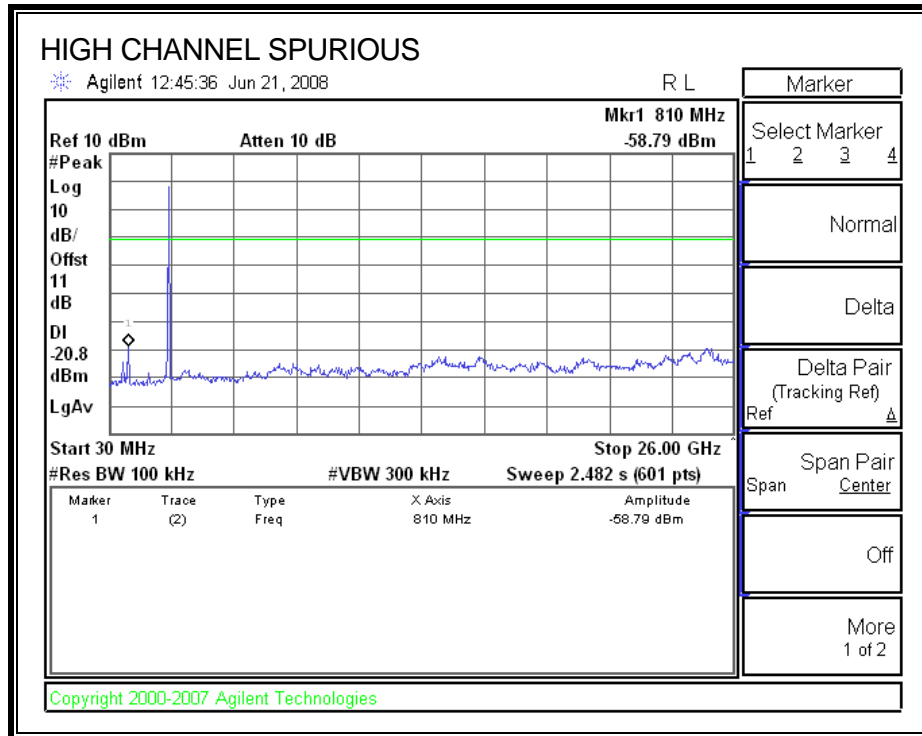 HIGH CHANNEL SPURIOUS
Agilent 12:45:36 Jun 21, 2008 R L
Mkr1 810 MHz
Ref 10 dBm Atten 10 dB -58.79 dBm
#Peak
Log
10
dB/
Offst
11
dB
DI
-20.8
dBm
LgAv
1
Start 30 MHz Stop 26.00 GHz
#Res BW 100 kHz #VBW 300 kHz Sweep 2.482 s (601 pts)
Marker Trace Type X Axis Amplitude
1 (2) Freq 810 MHz -58.79 dBm
Marker
Select Marker
1 2 3 4
Normal
Delta
Delta Pair
(Tracking Ref)
Ref Δ
Span Pair
Span Center
Off
More
1 of 2
Copyright 2000-2007 Agilent Technologies